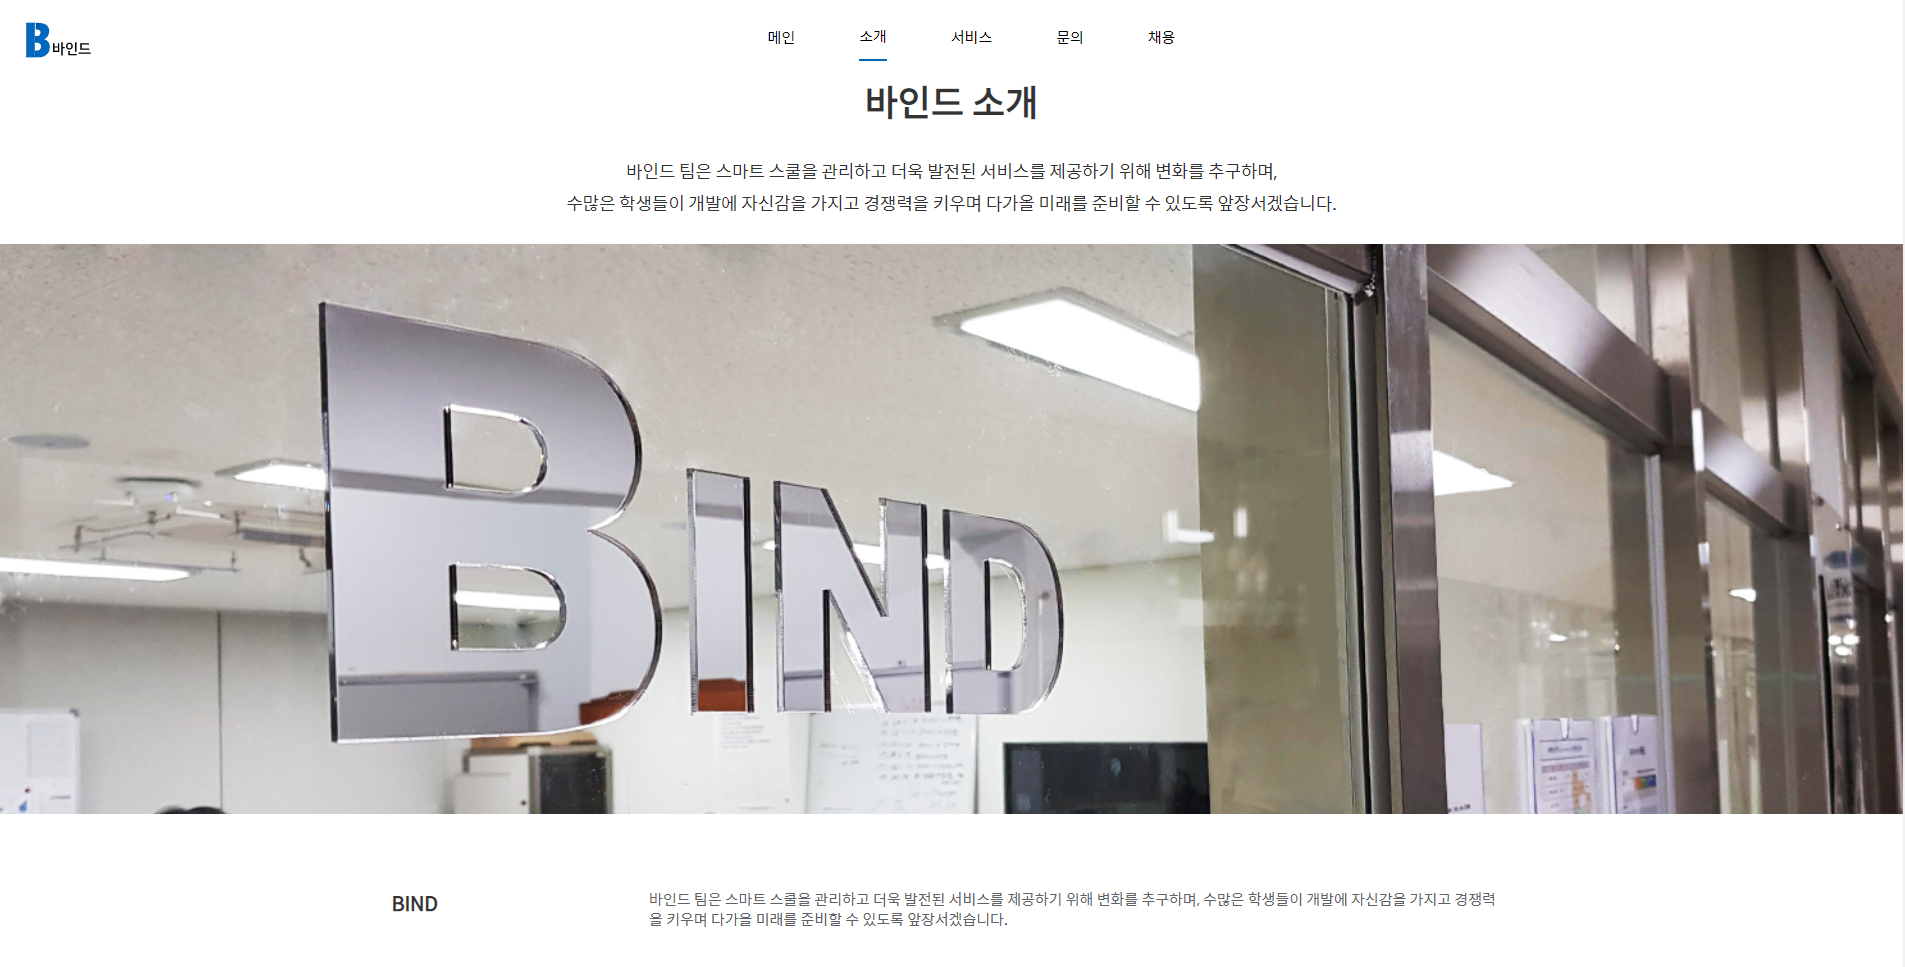 B 바인드
메인
소개
서비스
문의
채용
바인드 소개
바인드 팀은 스마트 스쿨을 관리하고 더욱 발전된 서비스를 제공하기 위해 변화를 추구하며,
수많은 학생들이 개발에 자신감을 가지고 경쟁력을 키우며 다가올 미래를 준비할 수 있도록 앞장서겠습니다.
BIND
BIND
바인드 팀은 스마트 스쿨을 관리하고 더욱 발전된 서비스를 제공하기 위해 변화를 추구하며, 수많은 학생들이 개발에 자신감을 가지고 경쟁력
을 키우며 다가올 미래를 준비할 수 있도록 앞장서겠습니다.